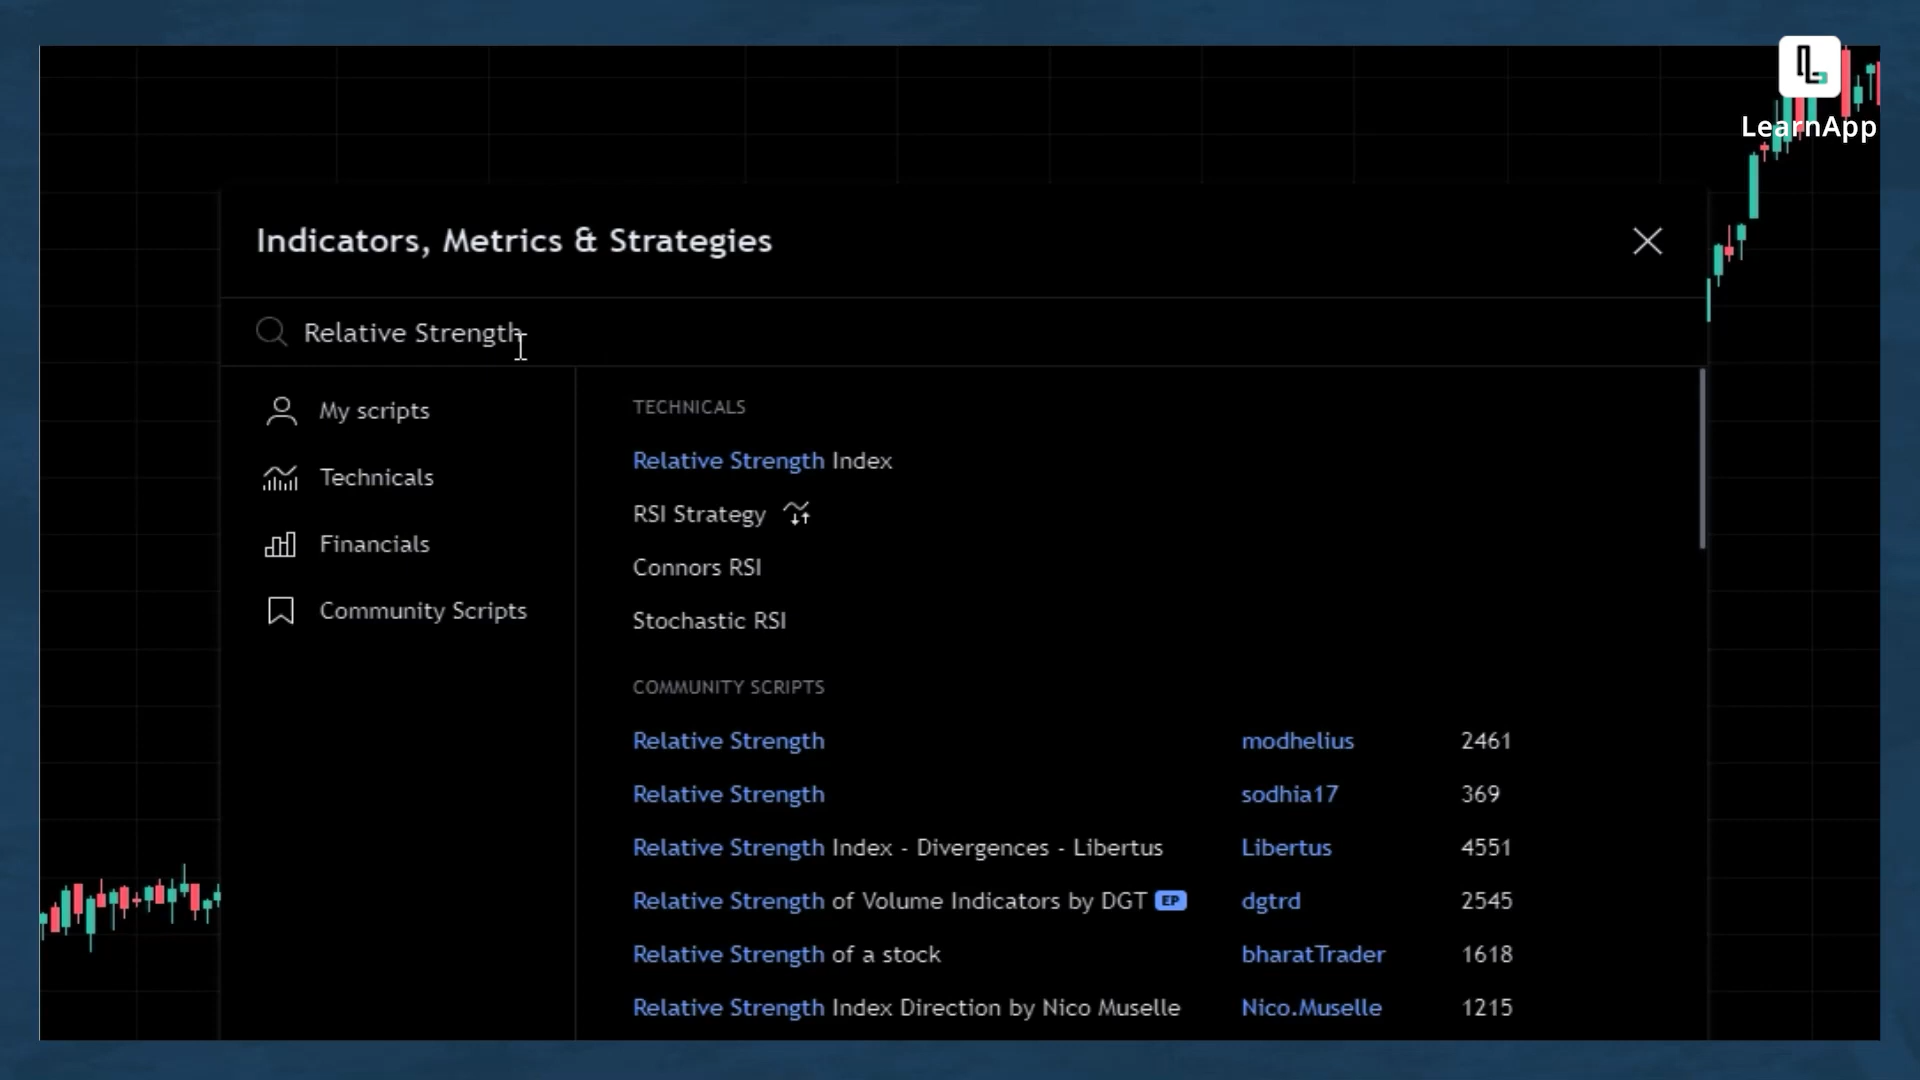 LearnApp
Indicators, Metrics & Strategies
Relative Strength
My scripts
Technicals
Financials
Community Scripts
TECHNICALS
Relative Strength Index
RSI Strategy
Connors RSI
Stochastic RSI
COMMUNITY SCRIPTS
Relative Strength modhelius 2461
Relative Strength sodhia17 369
Relative Strength Index - Divergences - Libertus Libertus 4551
Relative Strength of Volume Indicators by DGT EP dgtrd 2545
Relative Strength of a stock bharatTrader 1618
Relative Strength Index Direction by Nico Muselle Nico.Muselle 1215